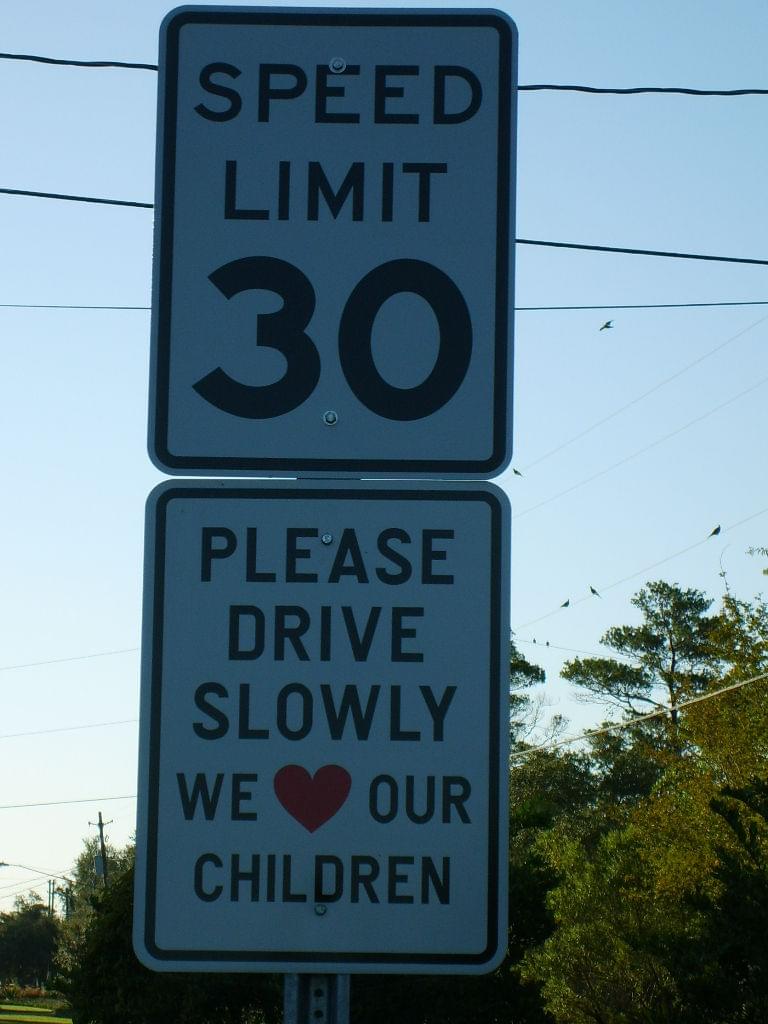 SPEED
LIMIT
30
PLEASE
DRIVE
SLOWLY
WE ❤ OUR
CHILDREN